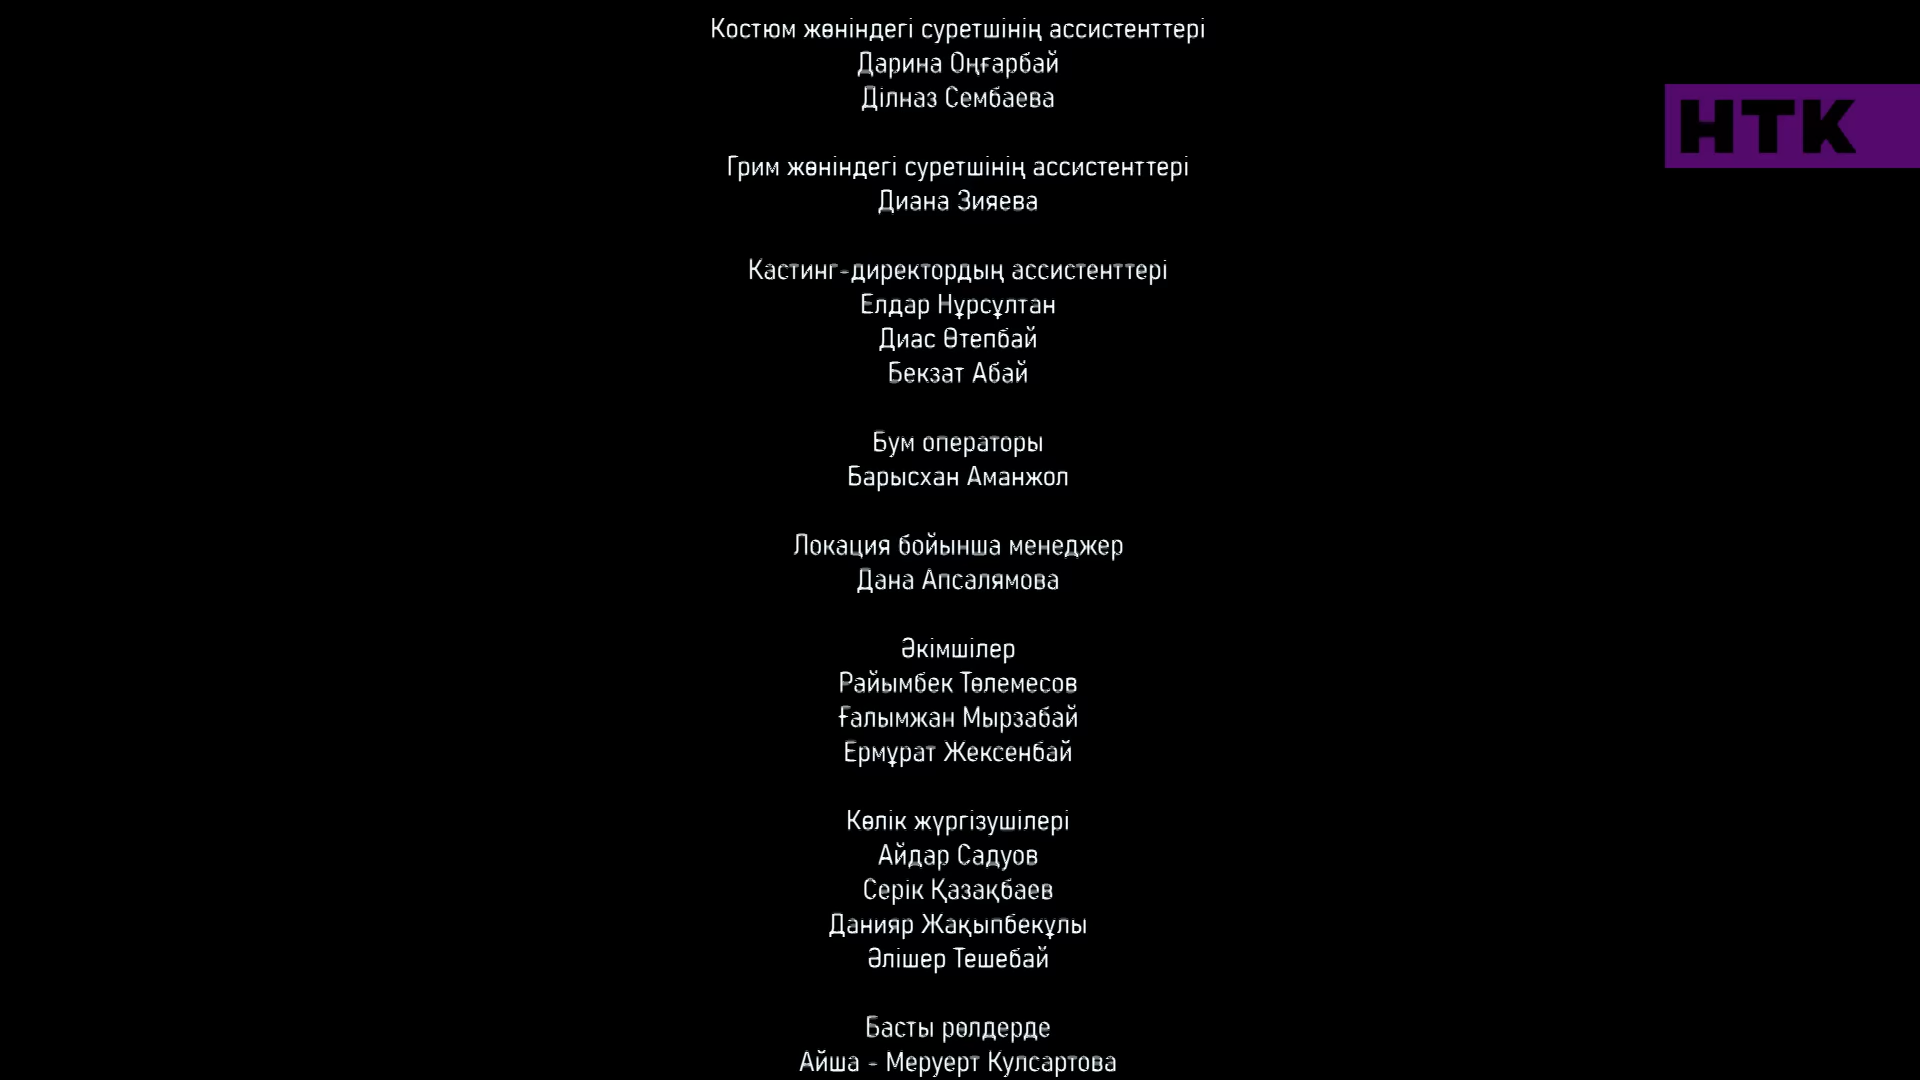 Костюм жөніндегі суретшінің ассистенттері
Дарина Оңғарбай
Ділназ Сембаева
НТК
Грим жөніндегі суретшінің ассистенттері
Диана Зияева
Кастинг-директордың ассистенттері
Елдар Нұрсұлтан
Диас Өтепбай
Бекзат Абай
Бум операторы
Барысхан Аманжол
Локация бойынша менеджер
Дана Апсалямова
Әкімшілер
Райымбек Төлемесов
Ғалымжан Мырзабай
Ермұрат Жексенбай
Көлік жүргізушілері
Айдар Садуов
Серік Қазақбаев
Данияр Жақыпбекұлы
Әлішер Тешебай
Басты рөлдерде
Айша - Меруерт Кулсартова